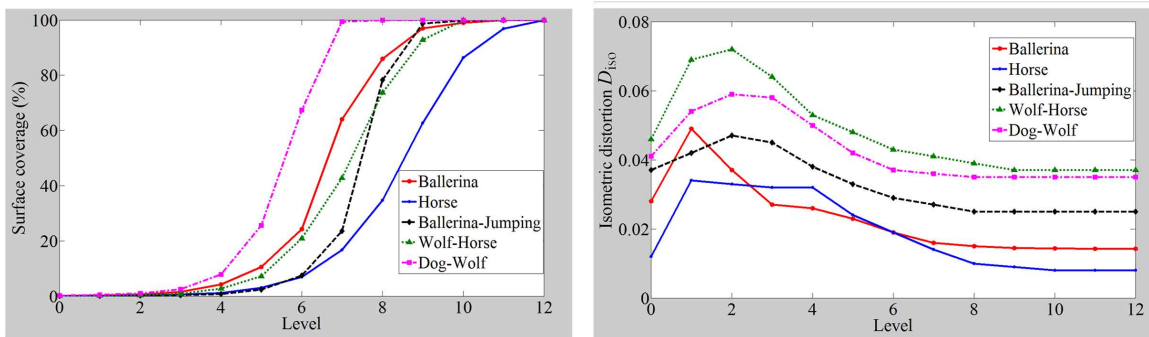 100
80
60
40
20
0
Surface coverage (%)
0 2 4 6 8 10 12
Level
Ballerina
Horse
Ballerina-Jumping
Wolf-Horse
Dog-Wolf
0.08
0.06
0.04
0.02
0
Isometric distortion D_iso
0 2 4 6 8 10 12
Level
Ballerina
Horse
Ballerina-Jumping
Wolf-Horse
Dog-Wolf